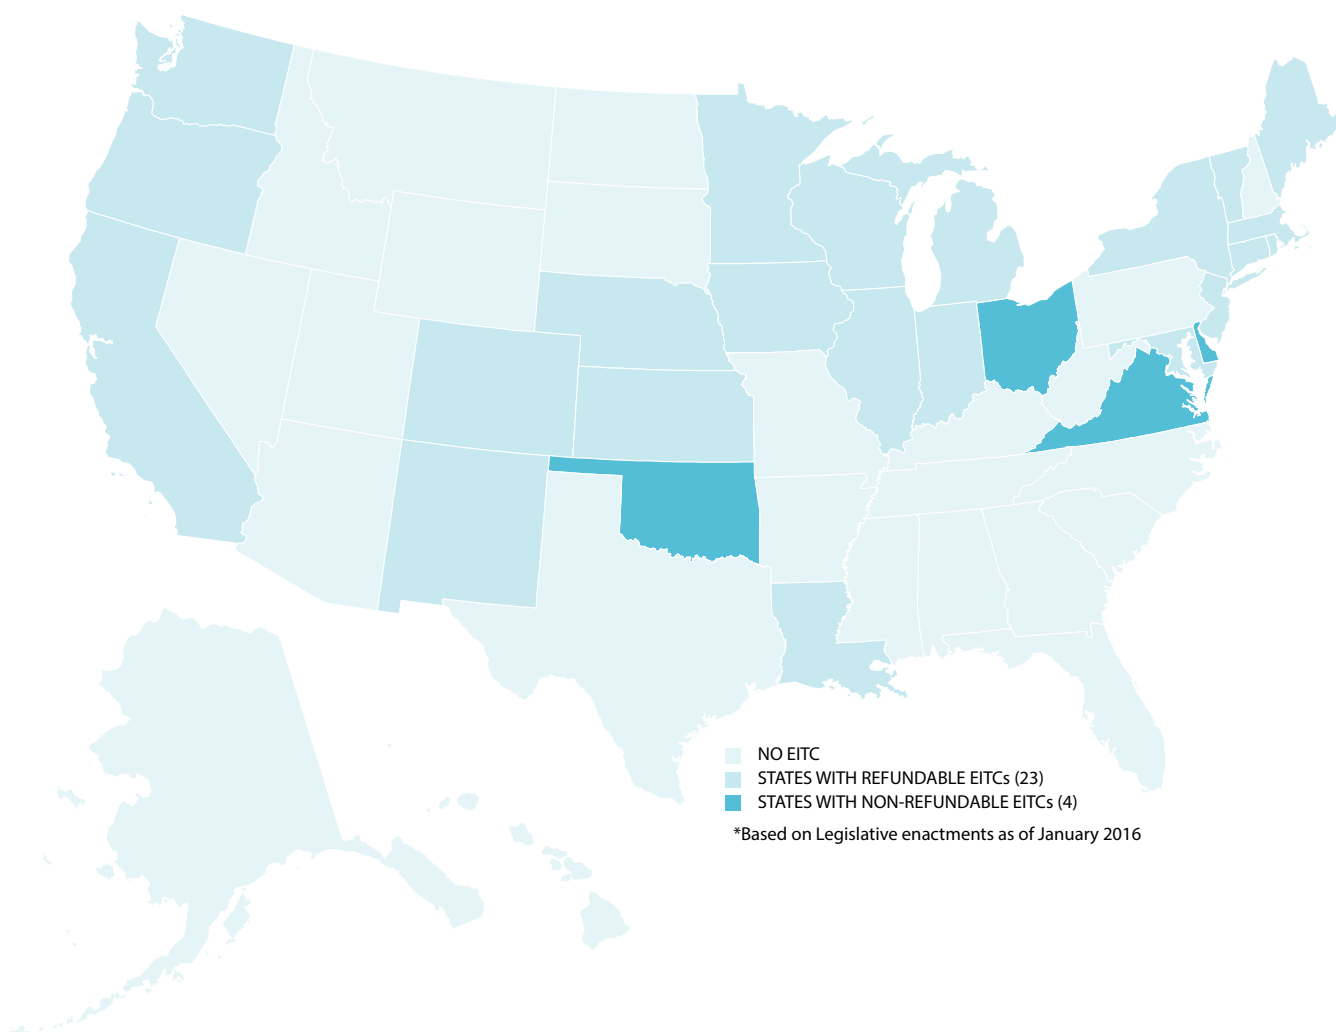 NO EITC
STATES WITH REFUNDABLE EITCs (23)
STATES WITH NON-REFUNDABLE EITCs (4)
*Based on Legislative enactments as of January 2016